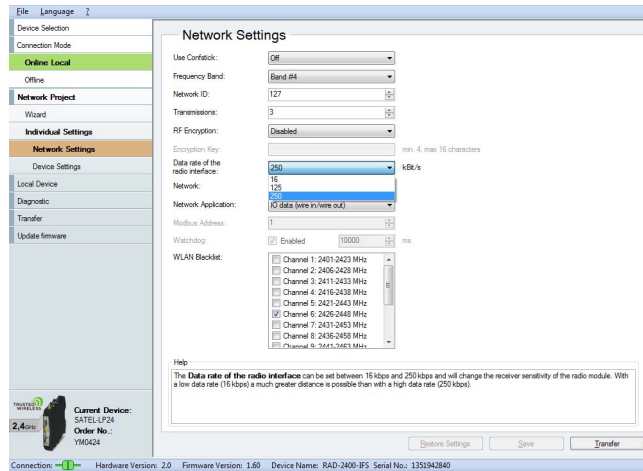 File Language ?
Device Selection
Connection Mode
Online Local
Offline
Network Project
Wizard
Individual Settings
Network Settings
Device Settings
Local Device
Diagnostic
Transfer
Update firmware
TRUSTED WIRELESS
2,4GHz
Current Device:
SATEL-LP24
Order No.:
YM0424
Network Settings
Use Confstick: Off
Frequency Band: Band #4
Network ID: 127
Transmissions: 3
RF Encryption: Disabled
Encryption Key: min. 4, max 16 characters
Data rate of the
radio interface: 250 kBit/s
16
125
250
Network:
Network Application: IO data (wire in/wire out)
Modbus Address: 1
Watchdog: Enabled 10000 ms
WLAN Blacklist:
Channel 1: 2401-2423 MHz
Channel 2: 2406-2428 MHz
Channel 3: 2411-2433 MHz
Channel 4: 2416-2438 MHz
Channel 5: 2421-2443 MHz
Channel 6: 2426-2448 MHz
Channel 7: 2431-2453 MHz
Channel 8: 2436-2458 MHz
Channel 9: 2441-2463 MHz
Help
The Data rate of the radio interface can be set between 16 kbps and 250 kbps and will change the receiver sensitivity of the radio module. With
a low data rate (16 kbps) a much greater distance is possible than with a high data rate (250 kbps).
Restore Settings Save Transfer
Connection: Hardware Version: 2.0 Firmware Version: 1.60 Device Name: RAD-2400-IFS Serial No.: 1351942840